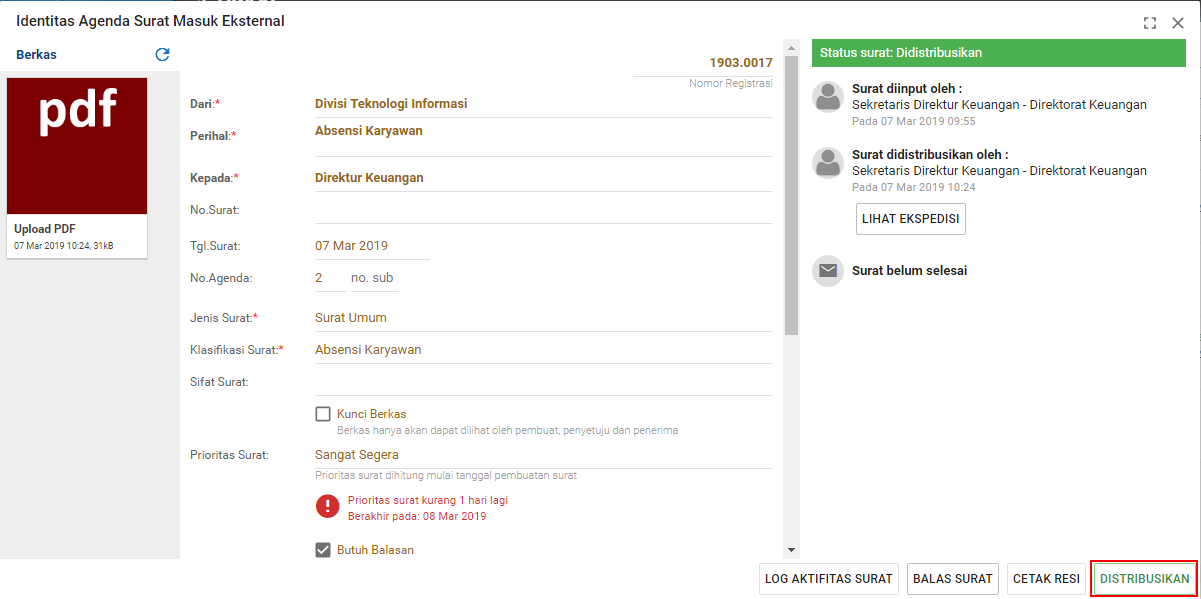 Identitas Agenda Surat Masuk Eksternal
Berkas
pdf
Upload PDF
07 Mar 2019 10:24, 31kB
1903.0017
Nomor Registrasi
Dari:* Divisi Teknologi Informasi
Perihal:* Absensi Karyawan
Kepada:* Direktur Keuangan
No.Surat:
Tgl.Surat: 07 Mar 2019
No.Agenda: 2 no. sub
Jenis Surat:* Surat Umum
Klasifikasi Surat:* Absensi Karyawan
Sifat Surat:
Kunci Berkas
Berkas hanya akan dapat dilihat oleh pembuat, penyetuju dan penerima
Prioritas Surat: Sangat Segera
Prioritas surat dihitung mulai tanggal pembuatan surat
Prioritas surat kurang 1 hari lagi
Berakhir pada: 08 Mar 2019
Butuh Balasan
Status surat: Didistribusikan
Surat diinput oleh :
Sekretaris Direktur Keuangan - Direktorat Keuangan
Pada 07 Mar 2019 09:55
Surat didistribusikan oleh :
Sekretaris Direktur Keuangan - Direktorat Keuangan
Pada 07 Mar 2019 10:24
LIHAT EKSPEDISI
Surat belum selesai
LOG AKTIFITAS SURAT BALAS SURAT CETAK RESI DISTRIBUSIKAN